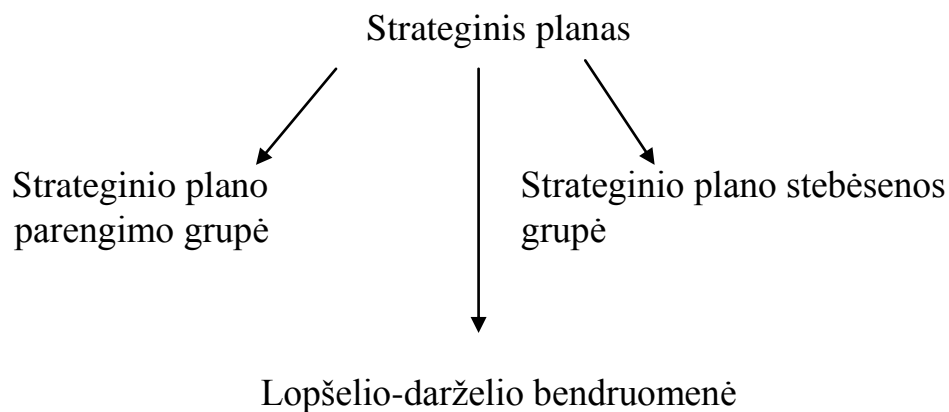 Strateginis planas
Strateginio plano
parengimo grupė
Strateginio plano stebėsenos
grupė
Lopšelio-darželio bendruomenė